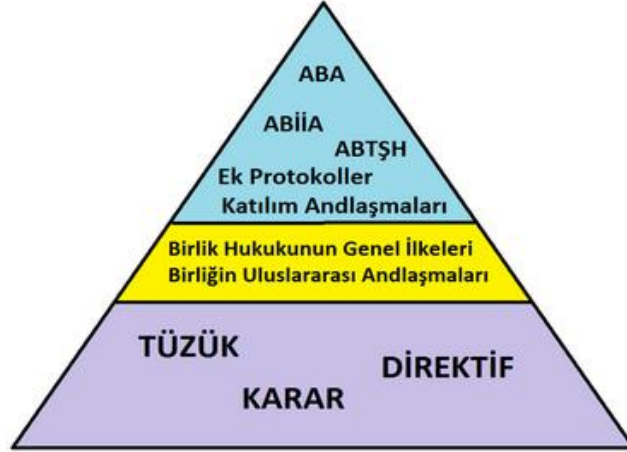 ABA
ABİİA
ABTŞH
Ek Protokoller
Katılım Andlaşmaları
Birlik Hukukunun Genel İlkeleri
Birliğin Uluslararası Andlaşmaları
TÜZÜK
DİREKTİF
KARAR